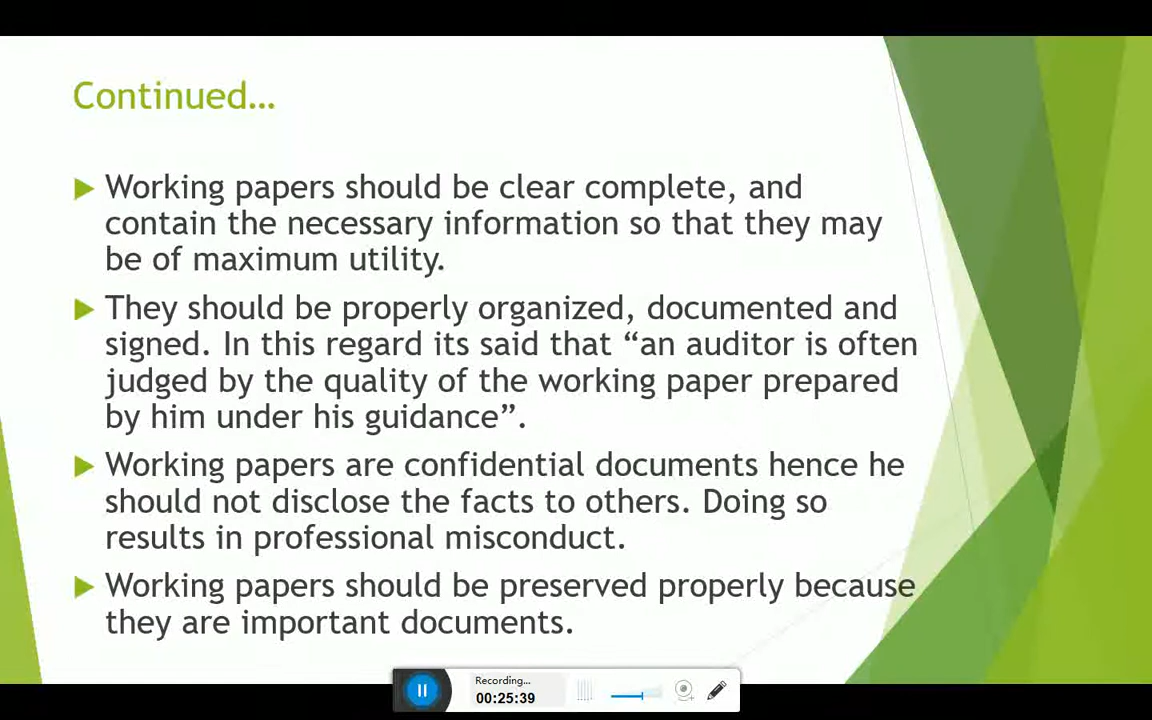 Continued…
Working papers should be clear complete, and
contain the necessary information so that they may
be of maximum utility.
They should be properly organized, documented and
signed. In this regard its said that “an auditor is often
judged by the quality of the working paper prepared
by him under his guidance”.
Working papers are confidential documents hence he
should not disclose the facts to others. Doing so
results in professional misconduct.
Working papers should be preserved properly because
they are important documents.
Recording...
00:25:39